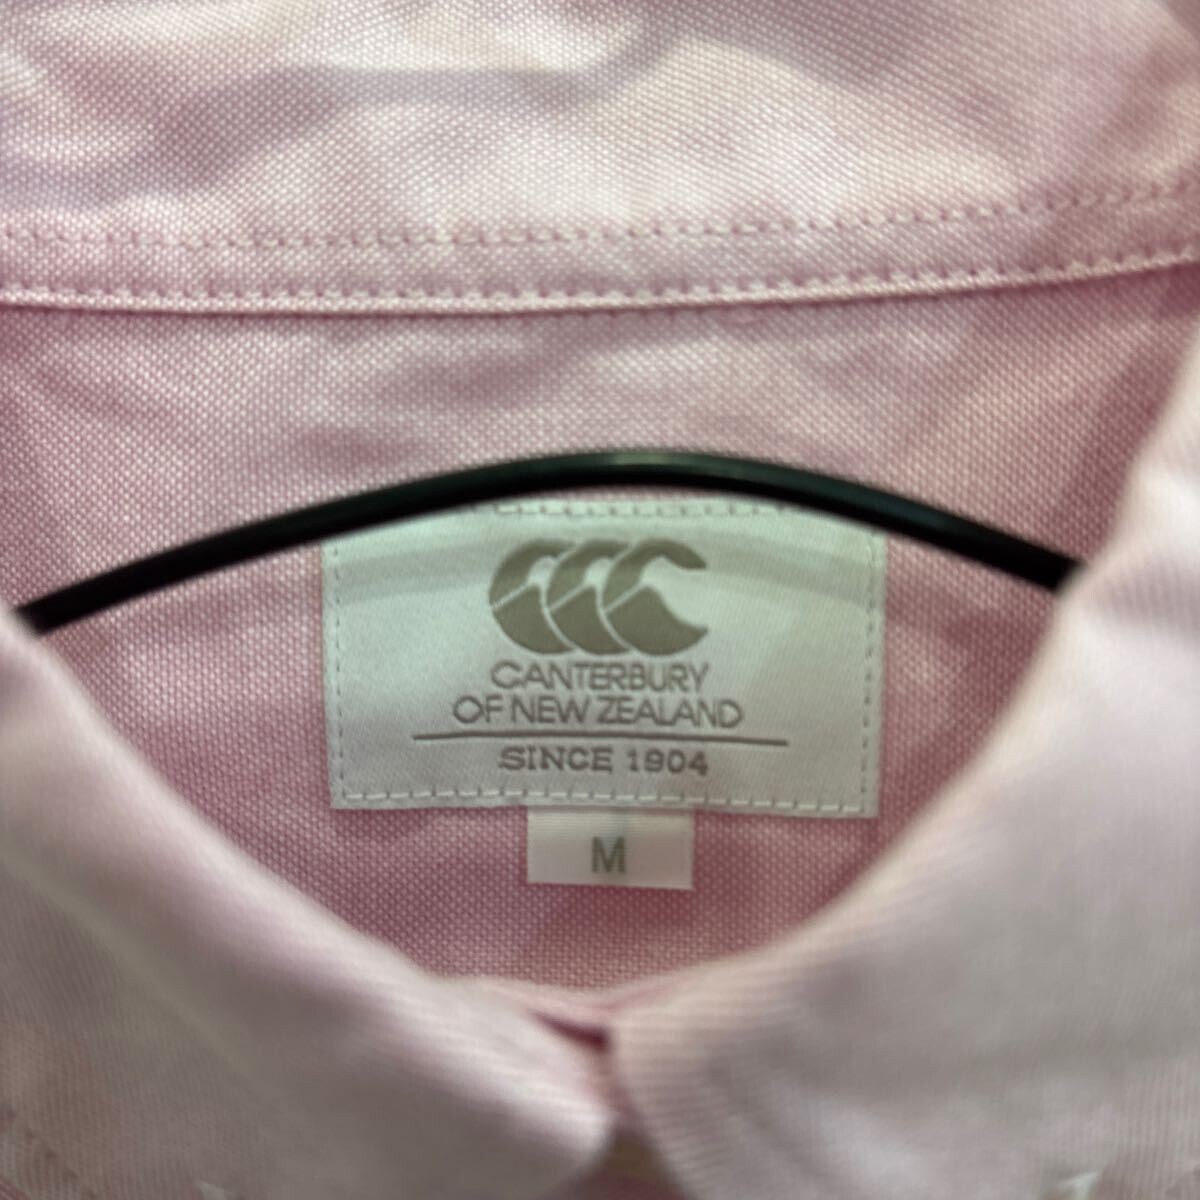 CANTERBURY
OF NEW ZEALAND
SINCE 1904
M